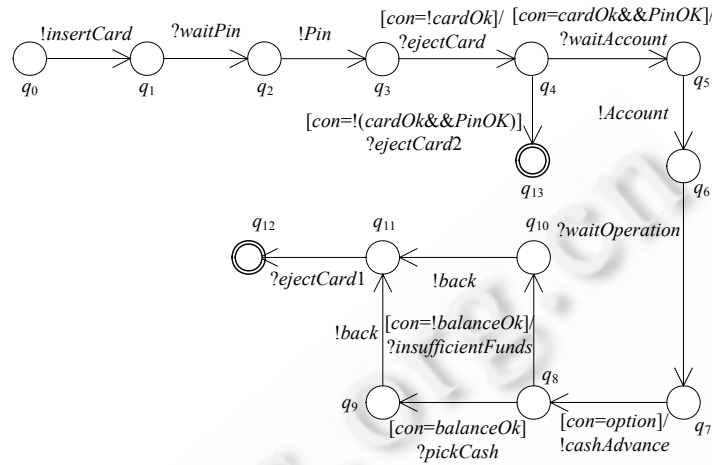 !insertCard
?waitPin
!Pin
[con=!cardOk]/
?ejectCard
[con=cardOk&&PinOK]/
?waitAccount
q0
q1
q2
q3
q4
q5
[con=!(cardOk&&PinOK)]
?ejectCard2
!Account
q13
q6
q12
q11
q10
?waitOperation
?ejectCard1
!back
!back
[con=!balanceOk]/
?insufficientFunds
q9
q8
q7
[con=balanceOk]
?pickCash
[con=option]/
!cashAdvance
.org.cn